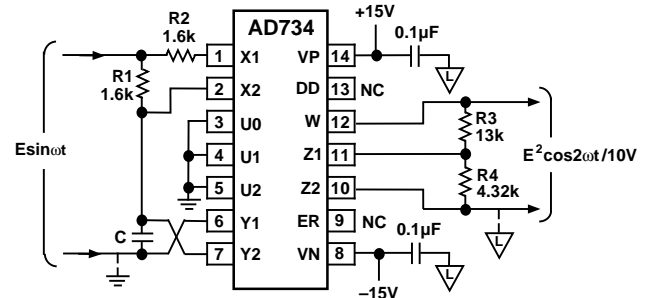 AD734
+15V
0.1µF
L
R2
1.6k
R1
1.6k
1 X1 VP 14
2 X2 DD 13 NC
3 U0 W 12
4 U1 Z1 11
5 U2 Z2 10
6 Y1 ER 9 NC
7 Y2 VN 8
R3
13k
R4
4.32k
Esinωt
E²cos2ωt/10V
C
0.1µF
L
L
–15V